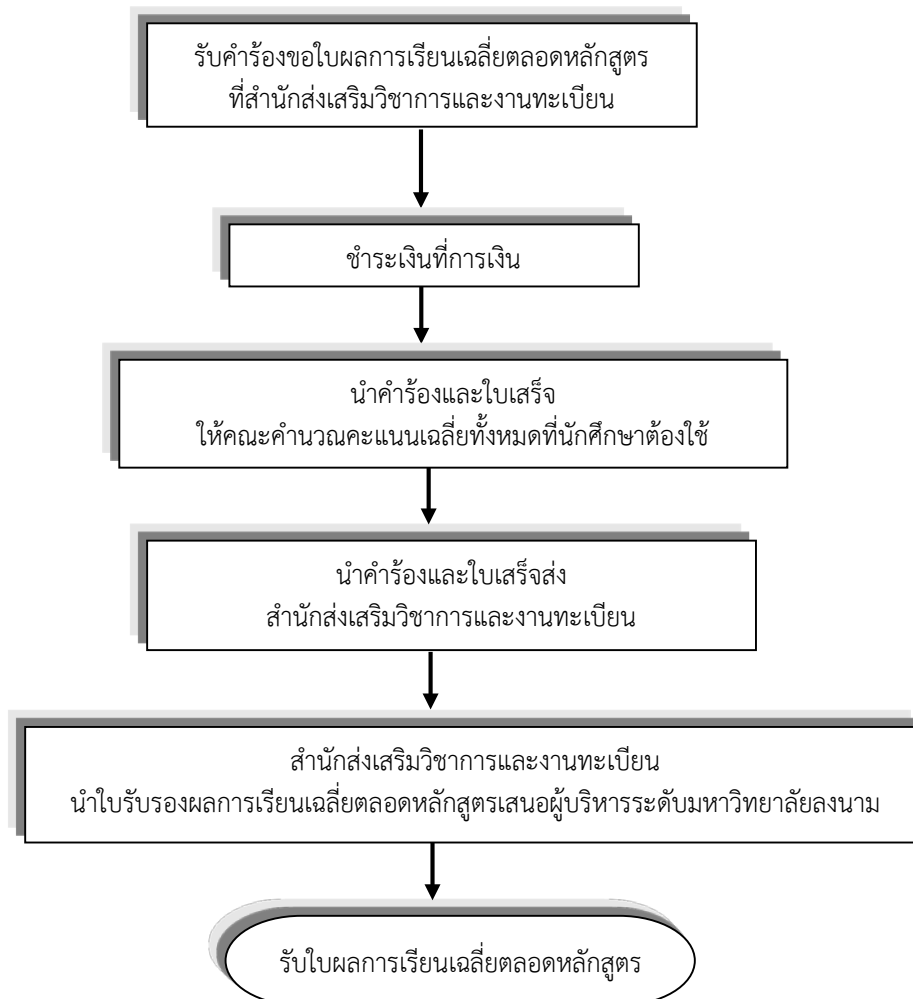 รับคำร้องขอใบผลการเรียนเฉลี่ยตลอดหลักสูตร
ที่สำนักส่งเสริมวิชาการและงานทะเบียน
ชำระเงินที่การเงิน
นำคำร้องและใบเสร็จ
ให้คณะคำนวณคะแนนเฉลี่ยทั้งหมดที่นักศึกษาต้องใช้
นำคำร้องและใบเสร็จส่ง
สำนักส่งเสริมวิชาการและงานทะเบียน
สำนักส่งเสริมวิชาการและงานทะเบียน
นำใบรับรองผลการเรียนเฉลี่ยตลอดหลักสูตรเสนอผู้บริหารระดับมหาวิทยาลัยลงนาม
รับใบผลการเรียนเฉลี่ยตลอดหลักสูตร